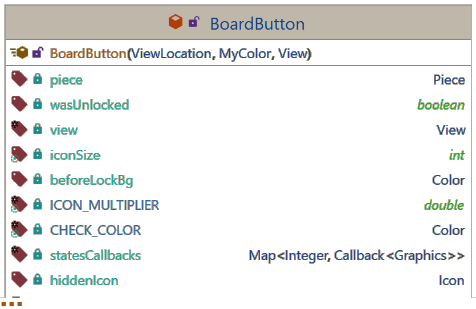 BoardButton
BoardButton(ViewLocation, MyColor, View)
piece Piece
wasUnlocked boolean
view View
iconSize int
beforeLockBg Color
ICON_MULTIPLIER double
CHECK_COLOR Color
statesCallbacks Map<Integer, Callback<Graphics>>
hiddenIcon Icon